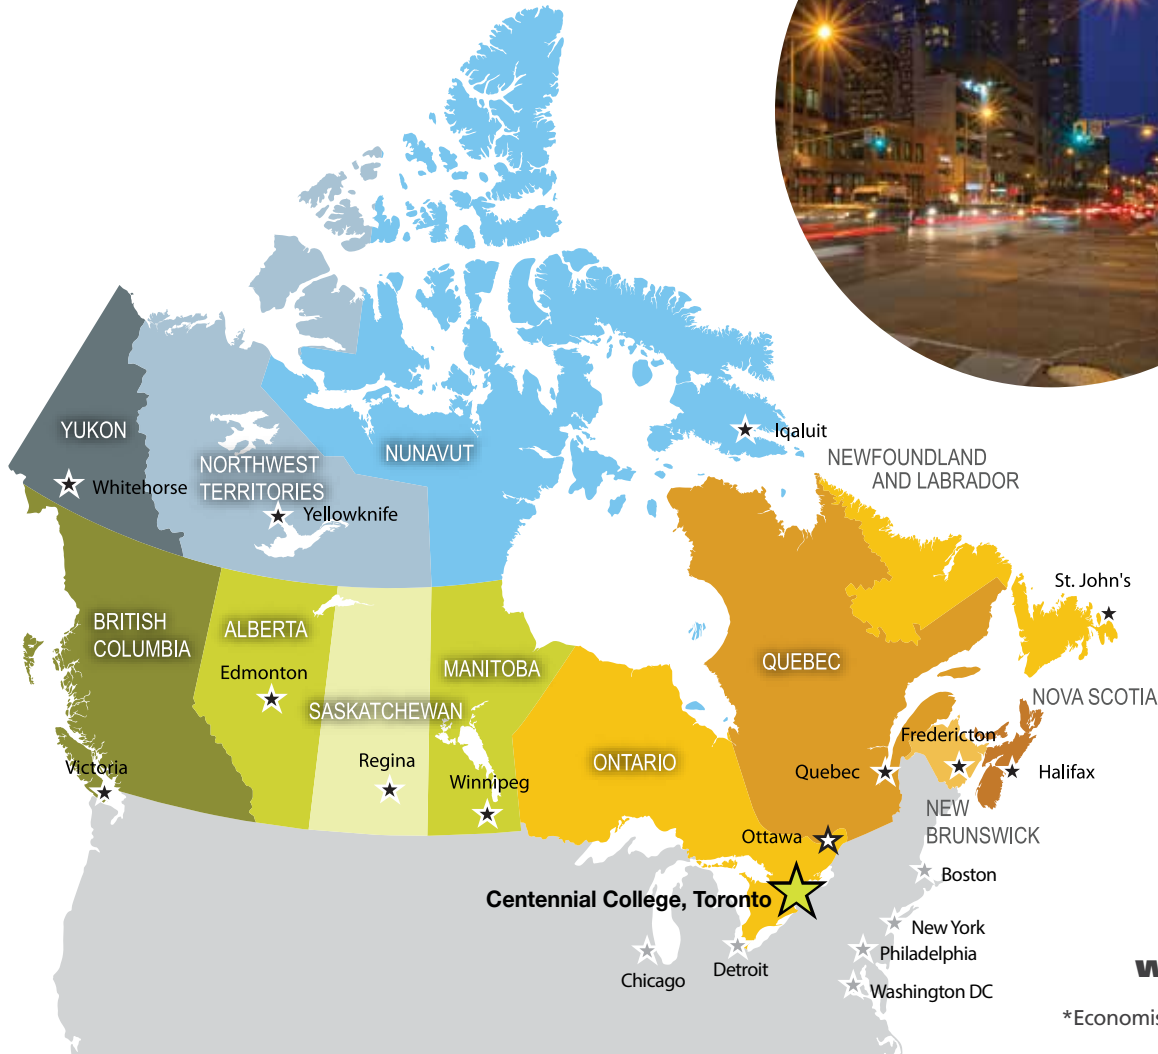 YUKON
Whitehorse
NORTHWEST
TERRITORIES
Yellowknife
NUNAVUT
Iqaluit
NEWFOUNDLAND
AND LABRADOR
St. John's
BRITISH
COLUMBIA
Victoria
ALBERTA
Edmonton
SASKATCHEWAN
Regina
MANITOBA
Winnipeg
ONTARIO
QUEBEC
Quebec
Fredericton
NOVA SCOTIA
Halifax
NEW
BRUNSWICK
Ottawa
Centennial College, Toronto
Boston
New York
Philadelphia
Washington DC
Chicago
Detroit
w
*Economis